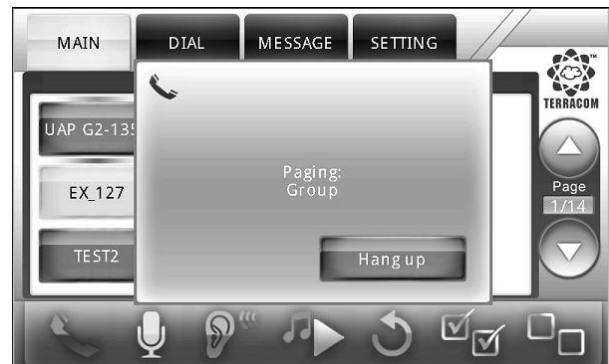 MAIN
DIAL
MESSAGE
SETTING
TERRACOM
UAP G2-135
EX_127
TEST2
Paging:
Group
Hang up
Page
1/14